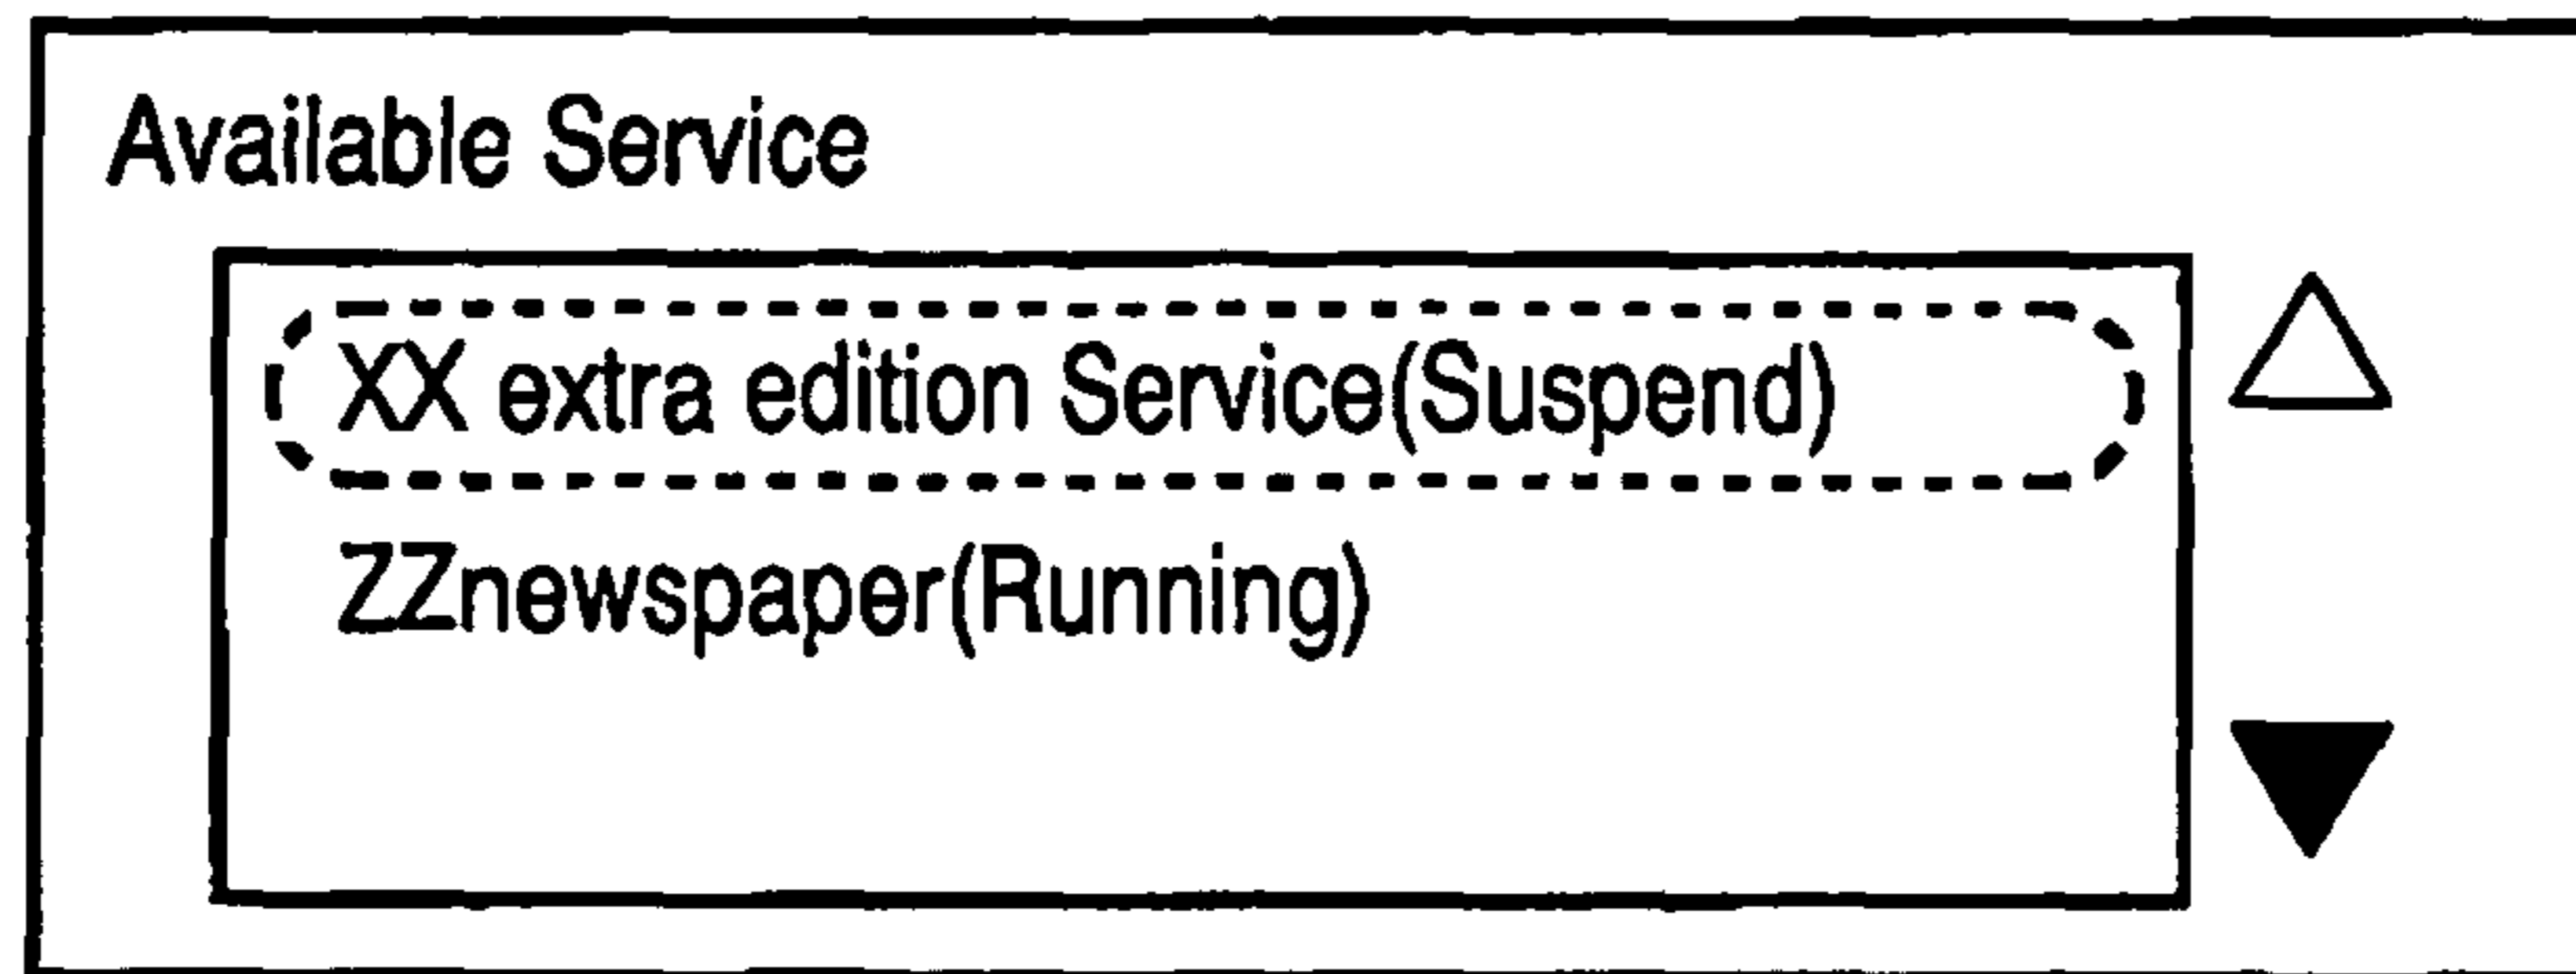 Available Service
XX extra edition Service(Suspend)
ZZnewspaper(Running)